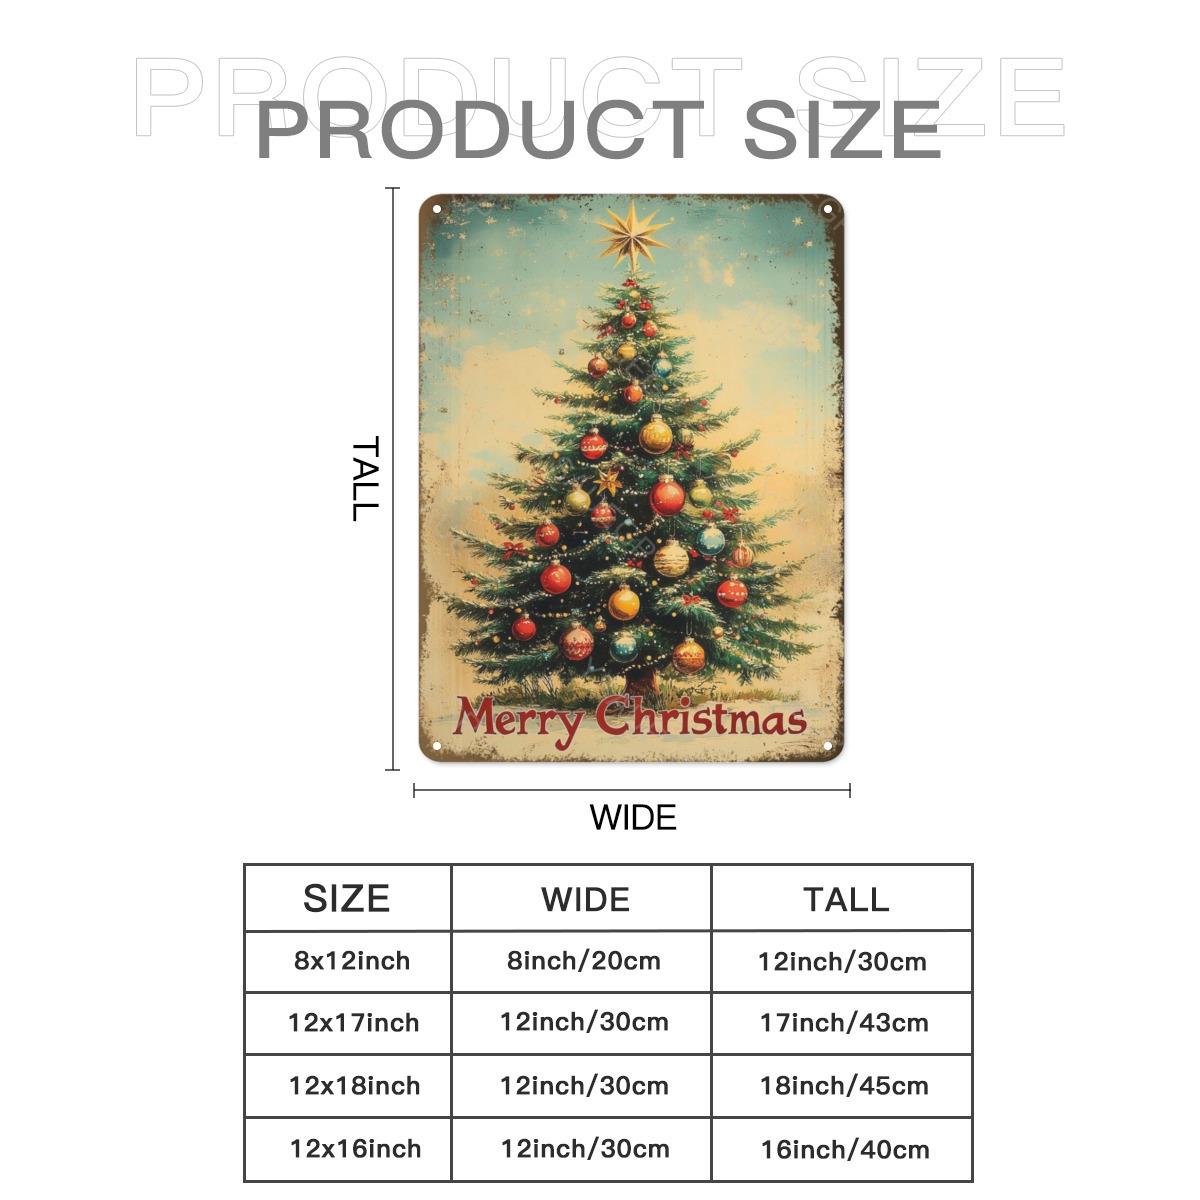 PRODUCT SIZE
PRODUCT SIZE
TALL
Merry Christmas
WIDE
SIZE WIDE TALL
8x12inch 8inch/20cm 12inch/30cm
12x17inch 12inch/30cm 17inch/43cm
12x18inch 12inch/30cm 18inch/45cm
12x16inch 12inch/30cm 16inch/40cm